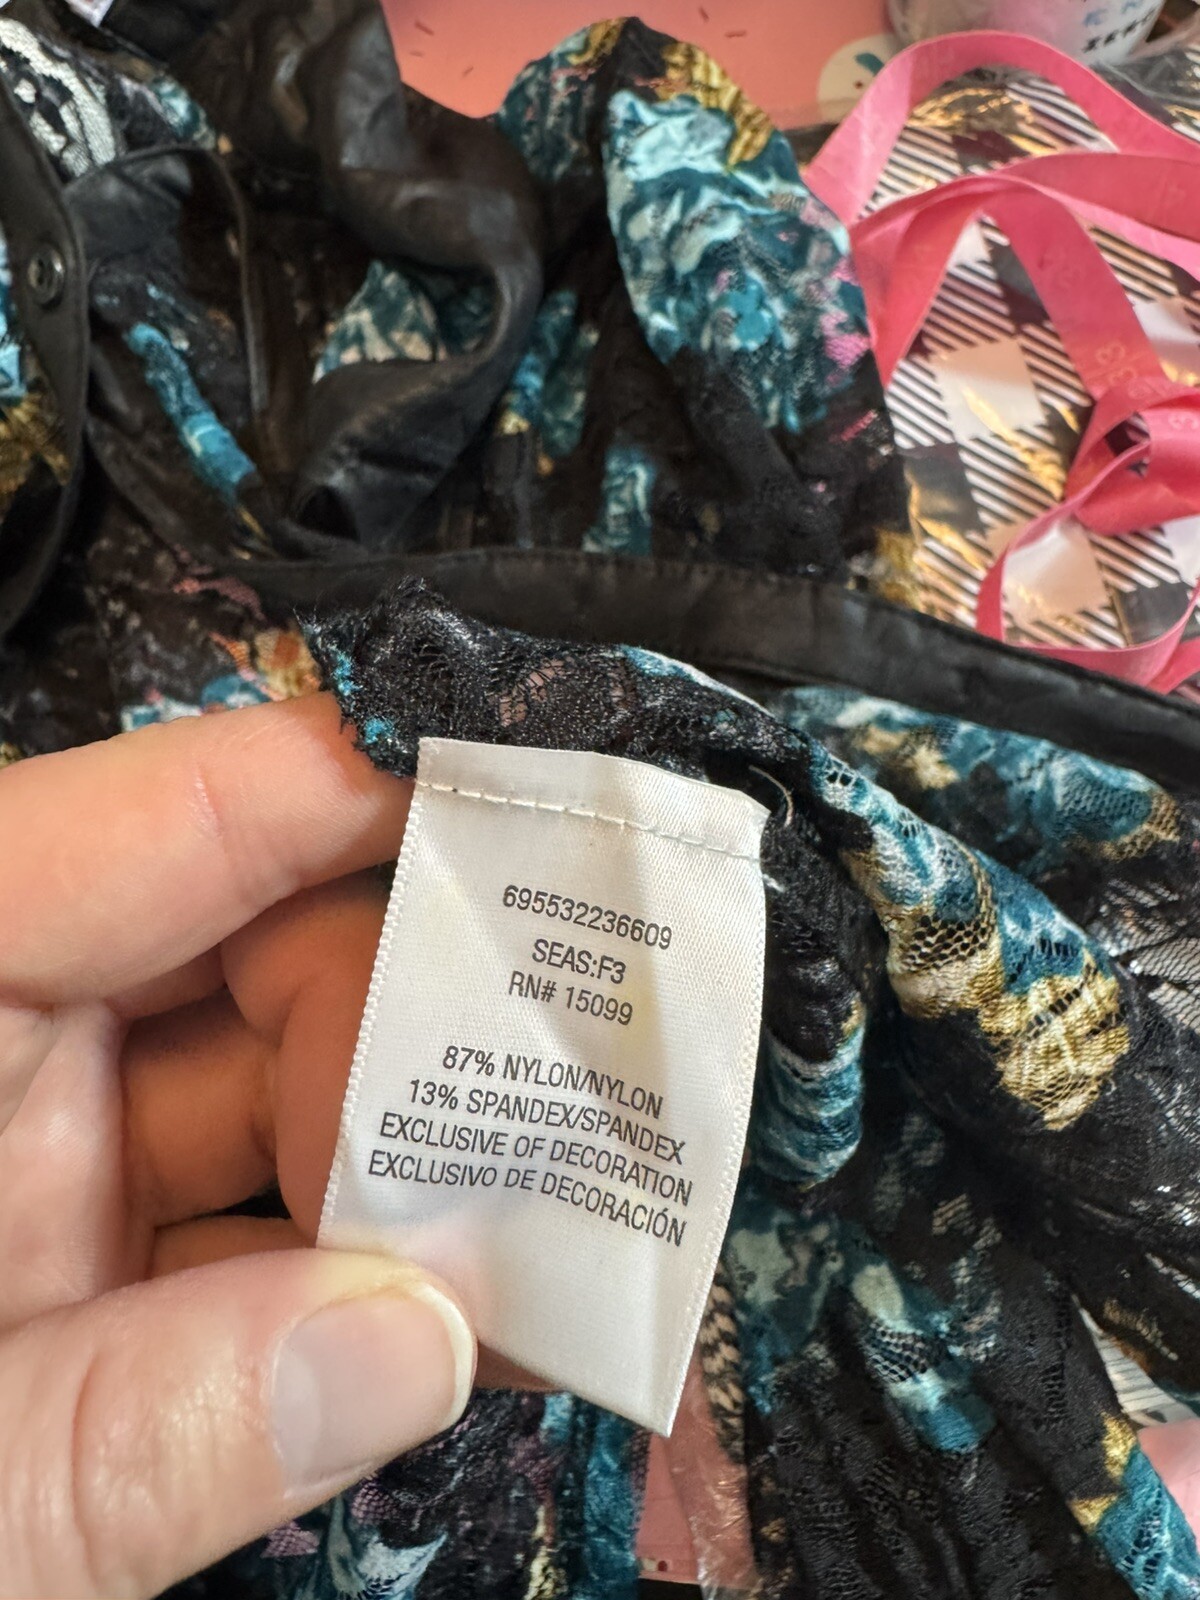 695532236609
SEAS:F3
RN# 15099
87% NYLON/NYLON
13% SPANDEX/SPANDEX
EXCLUSIVE OF DECORATION
EXCLUSIVO DE DECORACIÓN